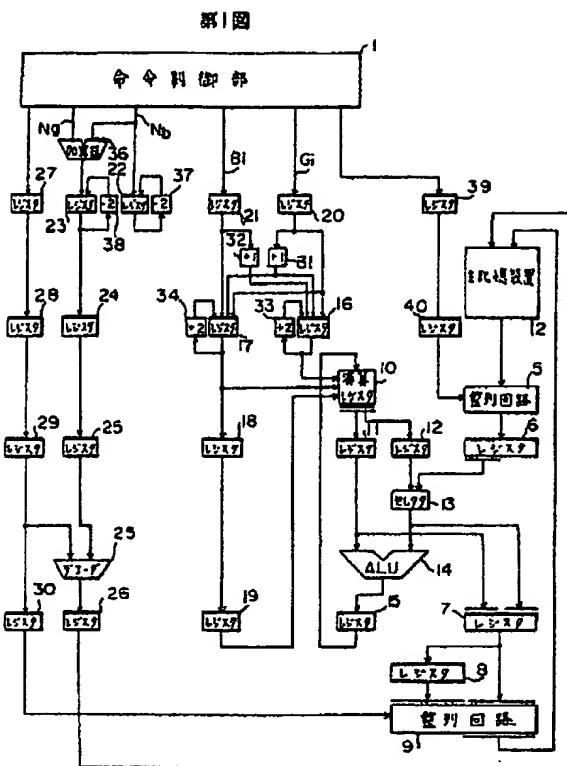 第1図
1
命令制御部
Ng
Nb
加算器
36
Bi
Gi
27
レジスタ
23
レジスタ
-2
38
22
レジスタ
-2
37
レジスタ
21
レジスタ
20
39
レジスタ
32
+1
+1
31
主記憶装置
2
28
レジスタ
24
レジスタ
34
+2
レジスタ
17
33
+2
レジスタ
16
40
レジスタ
10
汎用レジスタ
5
整列回路
29
レジスタ
25
レジスタ
18
レジスタ
11
レジスタ
12
レジスタ
6
レジスタ
セレクタ
13
25
デコーダ
ALU
14
30
レジスタ
26
レジスタ
19
レジスタ
15
レジスタ
7
レジスタ
レジスタ
8
整列回路
9